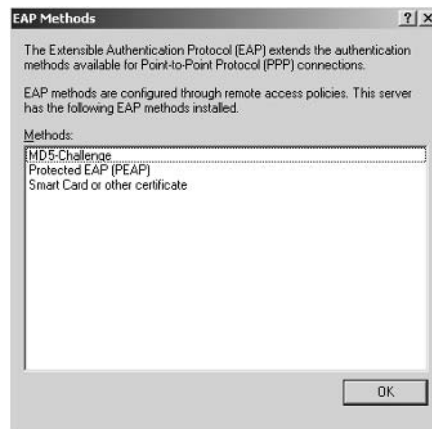 EAP Methods
The Extensible Authentication Protocol (EAP) extends the authentication
methods available for Point-to-Point Protocol (PPP) connections.
EAP methods are configured through remote access policies. This server
has the following EAP methods installed.
Methods:
MD5-Challenge
Protected EAP (PEAP)
Smart Card or other certificate
OK